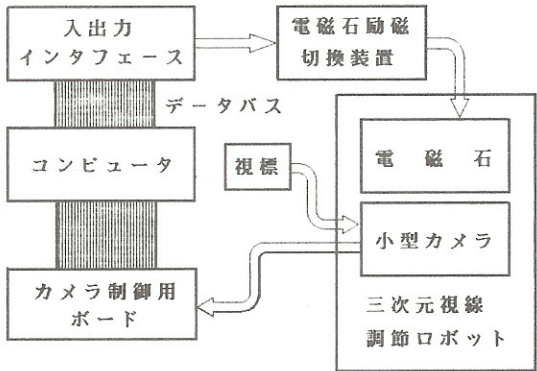 入出力
インタフェース
電磁石励磁
切換装置
データバス
コンピュータ
視標
電磁石
小型カメラ
カメラ制御用
ボード
三次元視線
調節ロボット